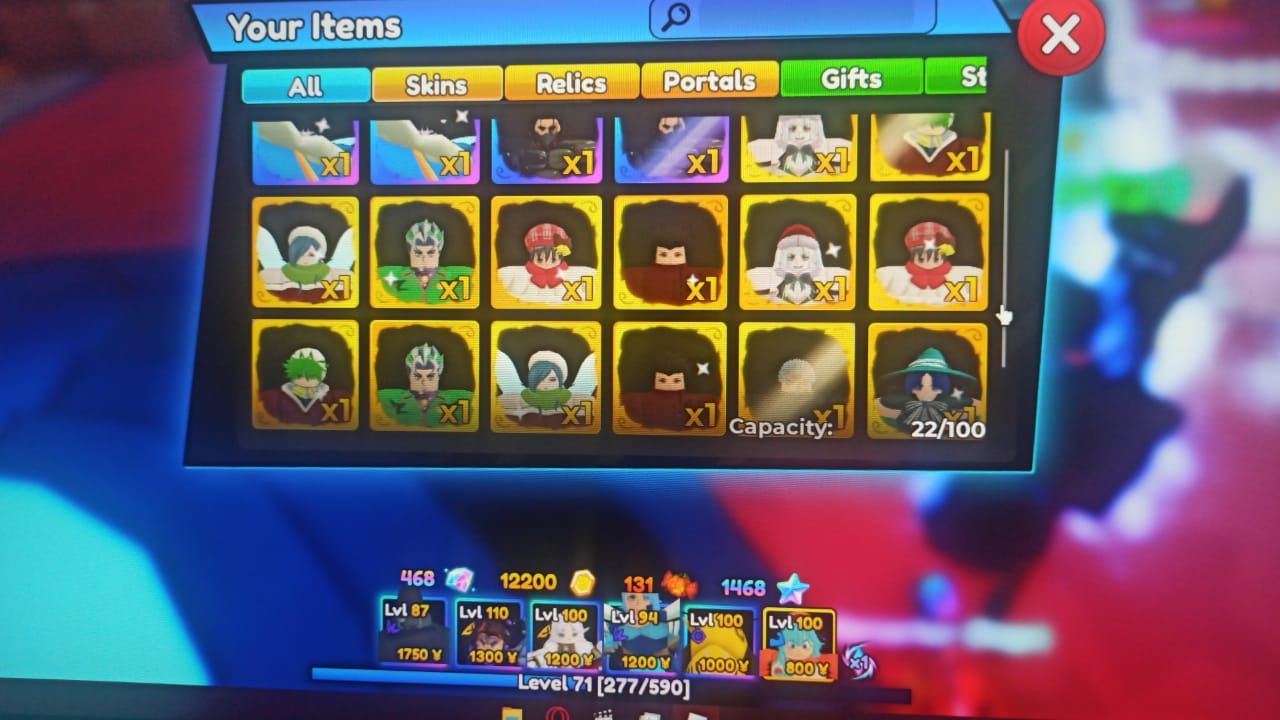 Your Items
All Skins Relics Portals Gifts St
x1 x1 x1 x1 x1 x1
x1 x1 x1 x1 x1 x1
x1 x1 x1 x1 x1 x1
Capacity: 22/100
468 12200 131 1468
Lvl 87 Lvl 110 Lvl 100 Lvl 94 Lvl 100 Lvl 100
1750 ¥ 1300 ¥ 1200 ¥ 1200 ¥ 1000 ¥ 800 ¥ x1
Level 71 [277/590]